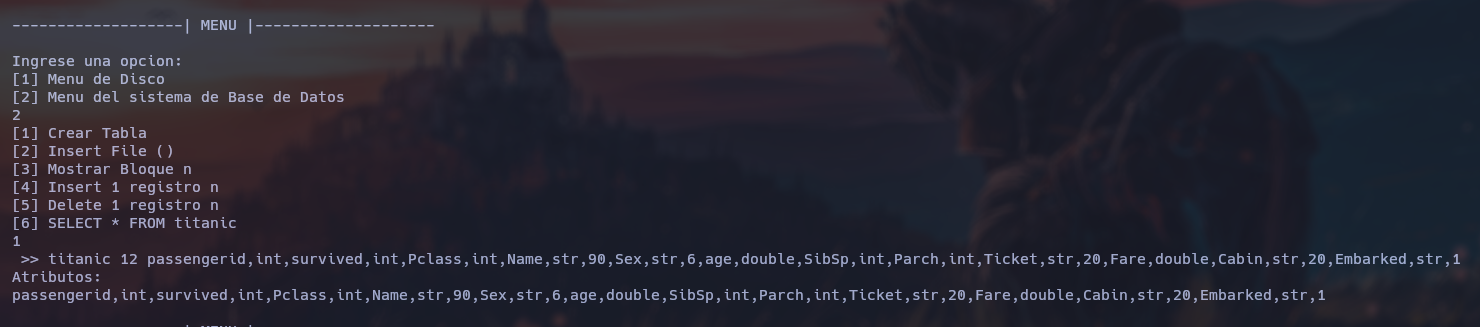 -------------------| MENU |--------------------
Ingrese una opcion:
[1] Menu de Disco
[2] Menu del sistema de Base de Datos
2
[1] Crear Tabla
[2] Insert File ()
[3] Mostrar Bloque n
[4] Insert 1 registro n
[5] Delete 1 registro n
[6] SELECT * FROM titanic
1
>> titanic 12 passengerid,int,survived,int,Pclass,int,Name,str,90,Sex,str,6,age,double,SibSp,int,Parch,int,Ticket,str,20,Fare,double,Cabin,str,20,Embarked,str,1
Atributos:
passengerid,int,survived,int,Pclass,int,Name,str,90,Sex,str,6,age,double,SibSp,int,Parch,int,Ticket,str,20,Fare,double,Cabin,str,20,Embarked,str,1